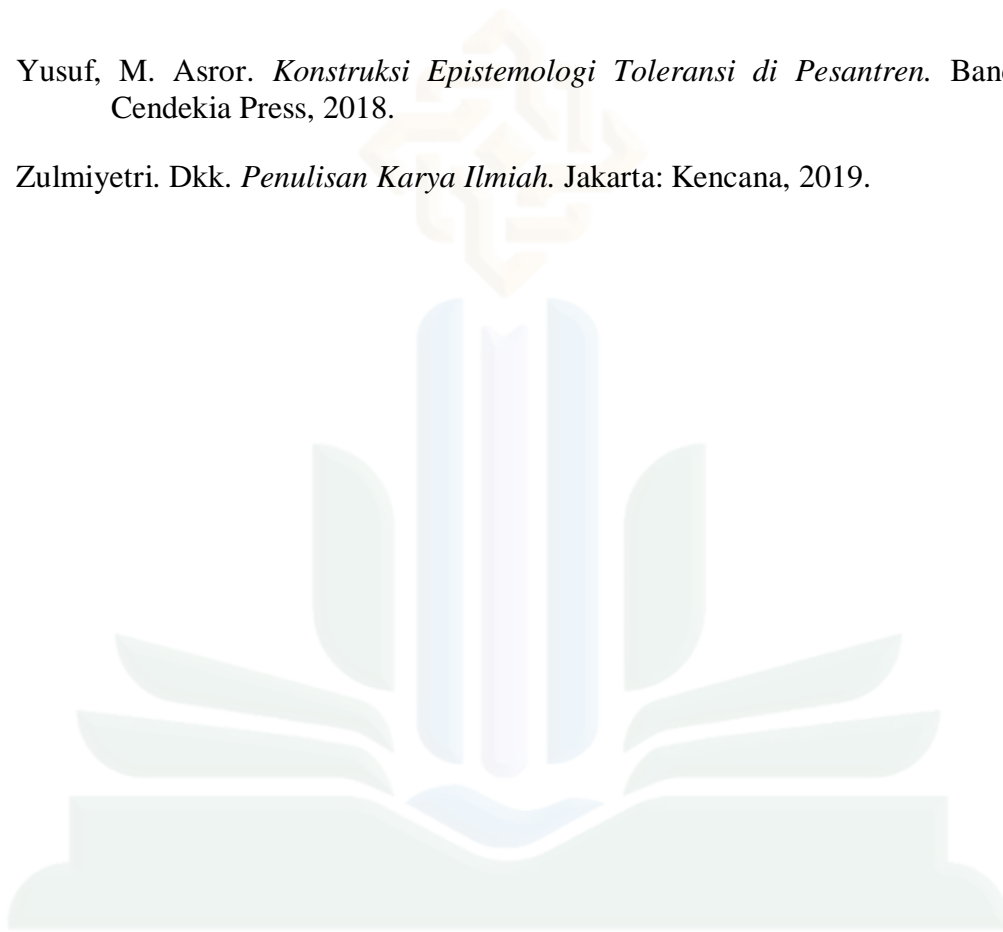 Yusuf, M. Asror. Konstruksi Epistemologi Toleransi di Pesantren.
Cendekia Press, 2018.
Zulmiyetri. Dkk. Penulisan Karya Ilmiah. Jakarta: Kencana, 2019.